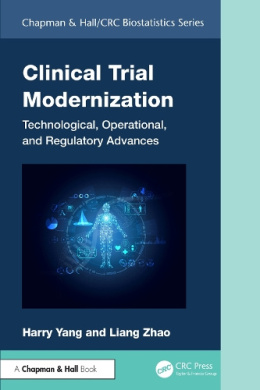 Chapman & Hall/CRC Biostatistics Series
Clinical Trial
Modernization
Technological, Operational,
and Regulatory Advances
Harry Yang and Liang Zhao
A Chapman & Hall Book
CRC
CRC Press
Taylor & Francis Group